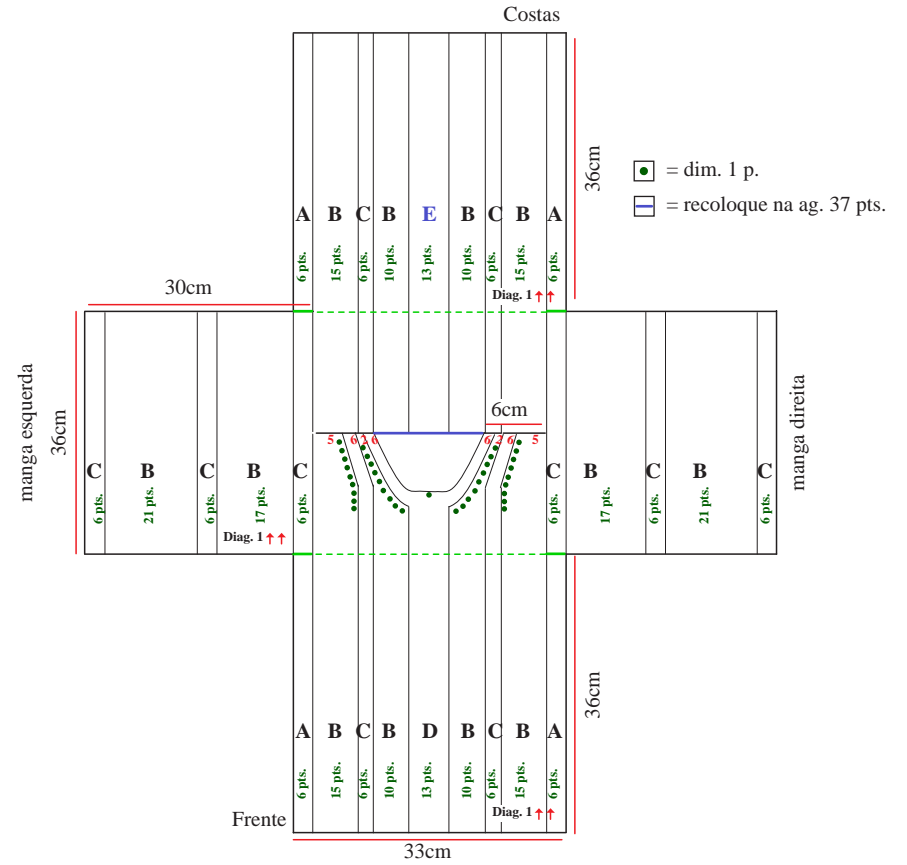 Costas
36cm
= dim. 1 p.
= recoloque na ag. 37 pts.
A B C B E B C B A
6 pts. 15 pts. 6 pts. 10 pts. 13 pts. 10 pts. 6 pts. 15 pts. 6 pts.
Diag. 1
30cm
manga esquerda
36cm
6cm
5 6 2 6 6 2 6 5
manga direita
C B C B C C B C B C
6 pts. 21 pts. 6 pts. 17 pts. 6 pts. 6 pts. 17 pts. 6 pts. 21 pts. 6 pts.
Diag. 1
36cm
A B C B D B C B A
6 pts. 15 pts. 6 pts. 10 pts. 13 pts. 10 pts. 6 pts. 15 pts. 6 pts.
Diag. 1
Frente
33cm